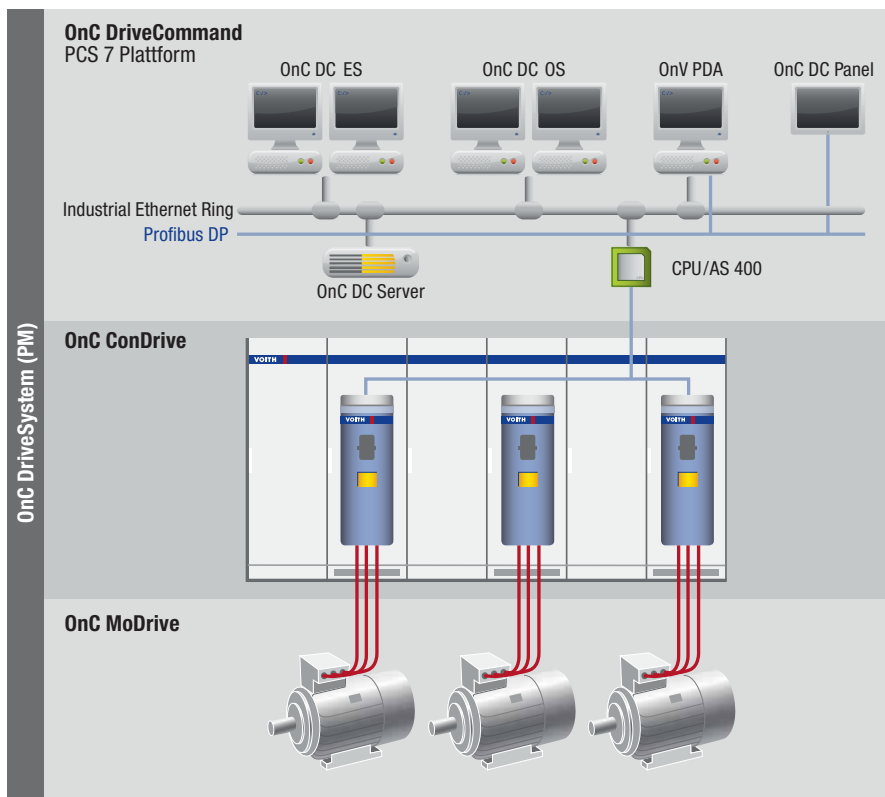 OnC DriveSystem (PM)
OnC DriveCommand
PCS 7 Plattform
OnC DC ES
OnC DC OS
OnV PDA
OnC DC Panel
Industrial Ethernet Ring
Profibus DP
OnC DC Server
CPU/AS 400
OnC ConDrive
VOITH
VOITH
VOITH
VOITH
OnC MoDrive